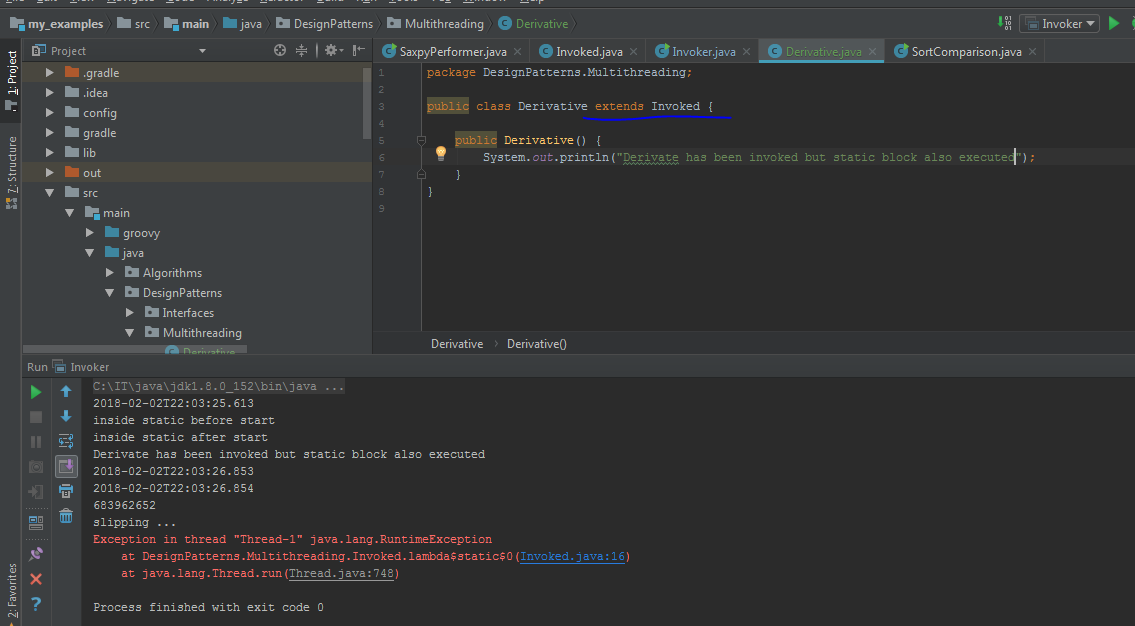 my_examples src main java DesignPatterns Multithreading Derivative Invoker
1: Project
7: Structure
2: Favorites
Project
.gradle
.idea
config
gradle
lib
out
src
main
groovy
java
Algorithms
DesignPatterns
Interfaces
Multithreading
Derivative
SaxpyPerformer.java Invoked.java Invoker.java Derivative.java SortComparison.java
1 package DesignPatterns.Multithreading;
2
3 public class Derivative extends Invoked {
4
5 public Derivative() {
6 System.out.println("Derivate has been invoked but static block also executed");
7 }
8 }
9
Derivative Derivative()
Run Invoker
C:\IT\java\jdk1.8.0_152\bin\java ...
2018-02-02T22:03:25.613
inside static before start
inside static after start
Derivate has been invoked but static block also executed
2018-02-02T22:03:26.853
2018-02-02T22:03:26.854
683962652
slipping ...
Exception in thread "Thread-1" java.lang.RuntimeException
at DesignPatterns.Multithreading.Invoked.lambda$static$0(Invoked.java:16)
at java.lang.Thread.run(Thread.java:748)
Process finished with exit code 0